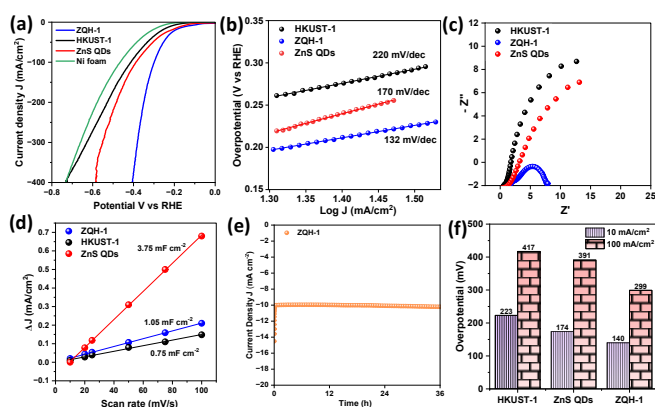 (a)
ZQH-1
HKUST-1
ZnS QDs
Ni foam
Current density J (mA/cm²)
0
-100
-200
-300
-400
-0.8 -0.6 -0.4 -0.2 0.0
Potential V vs RHE
(b)
HKUST-1
ZQH-1
ZnS QDs
220 mV/dec
170 mV/dec
132 mV/dec
Overpotential (V vs RHE)
0.35
0.30
0.25
0.20
0.15
1.30 1.35 1.40 1.45 1.50
Log J (mA/cm²)
(c)
HKUST-1
ZQH-1
ZnS QDs
- Z''
14
12
10
8
6
4
2
0
-2
0 5 10 15 20 25
Z'
(d)
ZQH-1
HKUST-1
ZnS QDs
3.75 mF cm⁻²
1.05 mF cm⁻²
0.75 mF cm⁻²
ΔJ (mA/cm²)
0.7
0.6
0.4
0.3
0.1
0.0
0 20 40 60 80 100
Scan rate (mV/s)
(e)
ZQH-1
Current Density J (mA cm⁻²)
0
-2
-4
-6
-8
-10
-12
-14
-16
-18
-20
0 12 24 36
Time (h)
(f)
10 mA/cm²
100 mA/cm²
Overpotential (mV)
500
400
300
200
100
0
223
417
174
391
140
299
HKUST-1 ZnS QDs ZQH-1